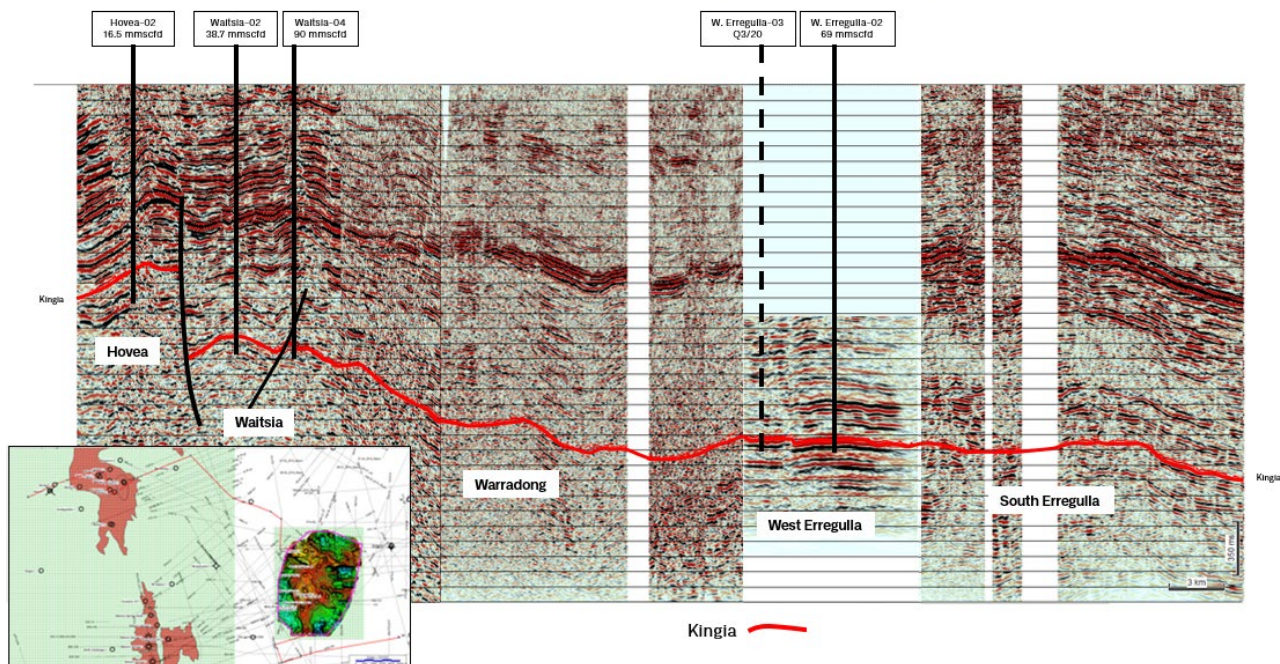 Hovea-02
16.5 mmscfd
Waitsia-02
38.7 mmscfd
Waitsia-04
90 mmscfd
W. Erregulla-03
Q3/20
W. Erregulla-02
69 mmscfd
Kingia
Hovea
Waitsia
Warradong
West Erregulla
South Erregulla
Kingia
150 ms
3 km
Kingia